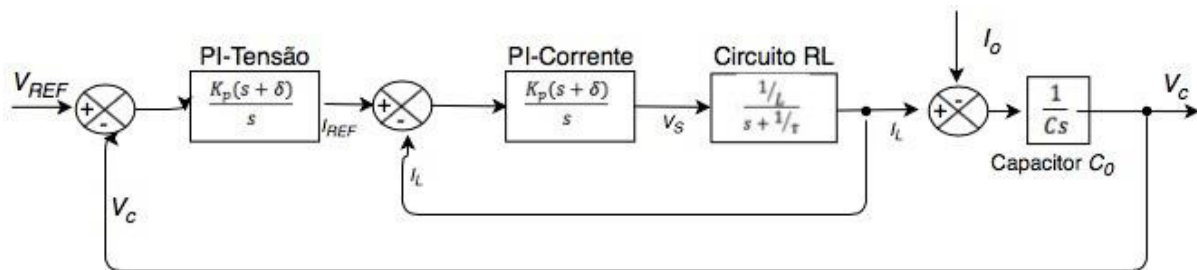 V_REF
+
-
PI-Tensão
K_p(s + δ)
s
I_REF
+
-
PI-Corrente
K_p(s + δ)
s
V_S
Circuito RL
1/L
s + 1/τ
I_L
I_o
+
-
1
Cs
Capacitor C_0
V_c
I_L
V_c